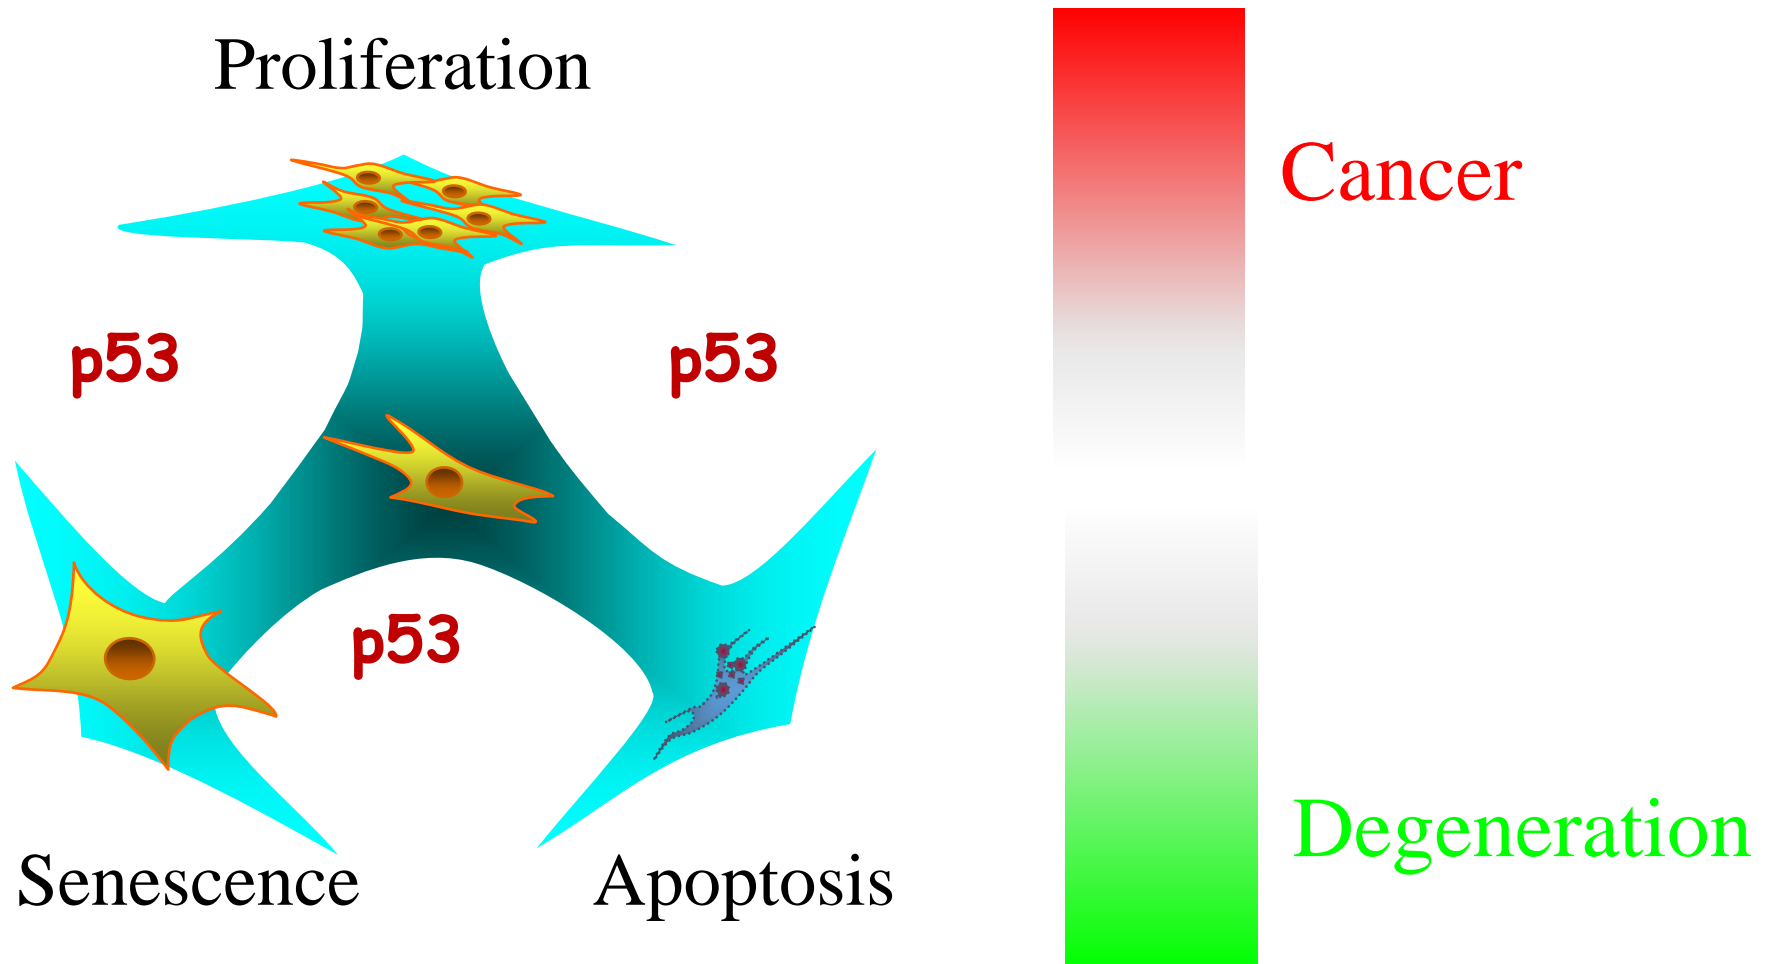 Proliferation
Cancer
p53
p53
p53
Degeneration
Senescence
Apoptosis